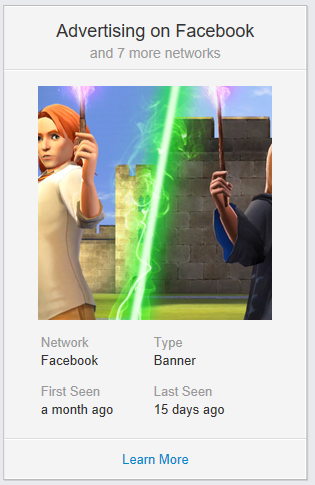 Advertising on Facebook
and 7 more networks
Network Type
Facebook Banner
First Seen Last Seen
a month ago 15 days ago
Learn More